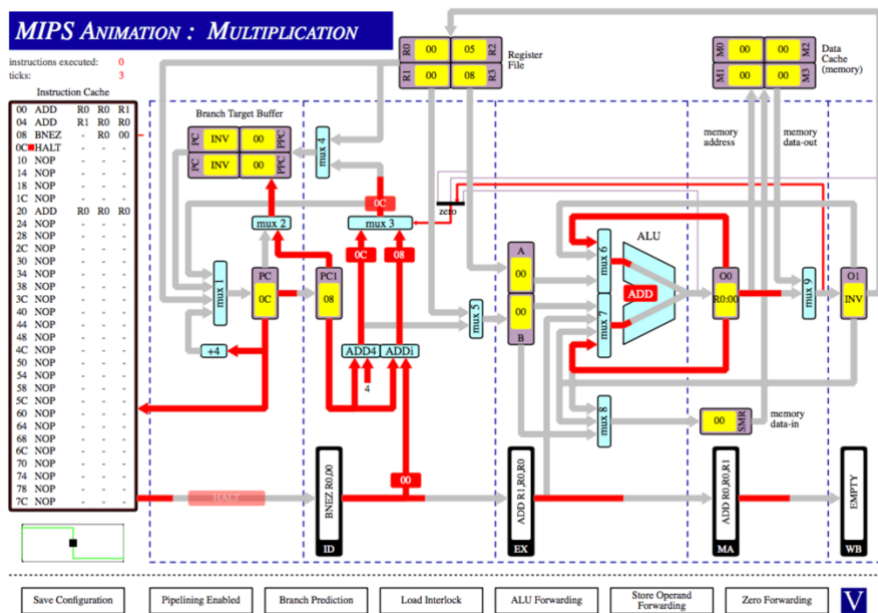 MIPS ANIMATION : MULTIPLICATION
instructions executed: 0
ticks: 3
Instruction Cache
00 ADD R0 R0 R1
04 ADD R1 R0 R0
08 BNEZ - R0 00
0C HALT - - -
10 NOP - - -
14 NOP - - -
18 NOP - - -
1C NOP - - -
20 ADD R0 R0 R0
24 NOP - - -
28 NOP - - -
2C NOP - - -
30 NOP - - -
34 NOP - - -
38 NOP - - -
3C NOP - - -
40 NOP - - -
44 NOP - - -
48 NOP - - -
4C NOP - - -
50 NOP - - -
54 NOP - - -
58 NOP - - -
5C NOP - - -
60 NOP - - -
64 NOP - - -
68 NOP - - -
6C NOP - - -
70 NOP - - -
74 NOP - - -
78 NOP - - -
7C NOP - - -
R0 00 05 R2
R1 00 08 R3
Register
File
M0 00 00 M2
M1 00 00 M3
Data
Cache
(memory)
Branch Target Buffer
PC INV 00 PPC
PC INV 00 PPC
mux 4
memory
address
memory
data-out
0C
zero
mux 2
mux 3
0C
08
mux 1
PC
0C
PC1
08
+4
ADD4
ADDi
4
mux 5
A
00
00
B
mux 6
mux 7
ALU
ADD
O0
R0:00
mux 9
O1
INV
mux 8
00
SMR
memory
data-in
00
HALT
BNEZ R0,00
ID
ADD R1,R0,R0
EX
ADD R0,R0,R1
MA
EMPTY
WB
Save Configuration
Pipelining Enabled
Branch Prediction
Load Interlock
ALU Forwarding
Store Operand
Forwarding
Zero Forwarding
V